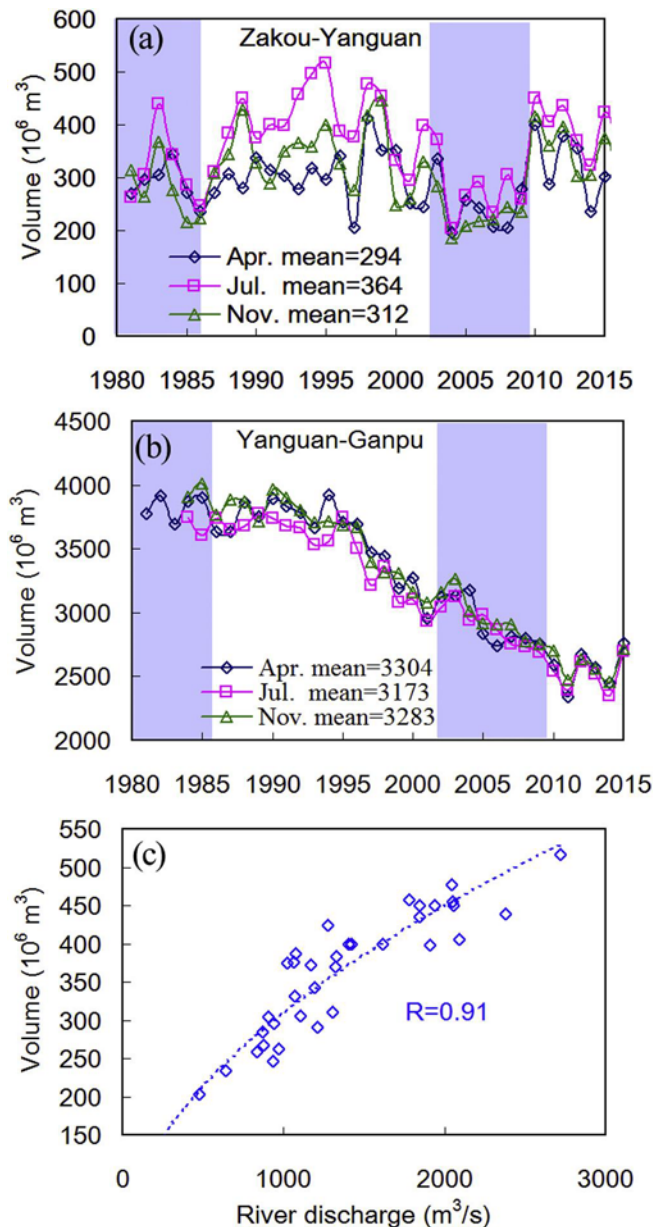 600
(a)
Zakou-Yanguan
500
400
300
200
100
0
Volume (10⁶ m³)
Apr. mean=294
Jul. mean=364
Nov. mean=312
1980 1985 1990 1995 2000 2005 2010 2015
4500
(b)
Yanguan-Ganpu
4000
3500
3000
2500
2000
Volume (10⁶ m³)
Apr. mean=3304
Jul. mean=3173
Nov. mean=3283
1980 1985 1990 1995 2000 2005 2010 2015
550
(c)
500
450
400
350
300
250
200
150
Volume (10⁶ m³)
R=0.91
0 1000 2000 3000
River discharge (m³/s)